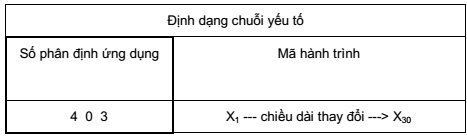 Định dạng chuỗi yếu tố
Số phân định ứng dụng Mã hành trình
4 0 3 X₁ --- chiều dài thay đổi ---> X₃₀